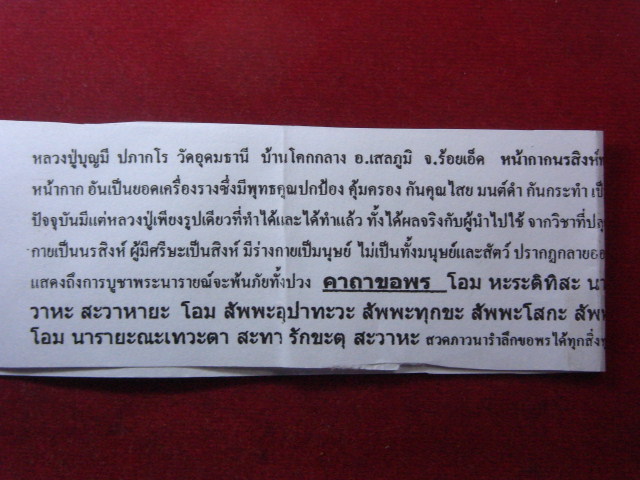 หลวงปู่บุญมี ปภากโร วัดอุดมธานี บ้านโคกกลาง อ.เสลภูมิ จ.ร้อยเอ็ด หน้ากากนรสิงห์
หน้ากาก อันเป็นยอดเครื่องรางซึ่งมีพุทธคุณปกป้อง คุ้มครอง กันคุณไสย มนต์ดำ กันกระทำ
ปัจจุบันมีแต่หลวงปู่เพียงรูปเดียวที่ทำได้และได้ทำแล้ว ทั้งได้ผลจริงกับผู้นำไปใช้ จากวิชาที่
กายเป็นนรสิงห์ ผู้มีศรีษะเป็นสิงห์ มีร่างกายเป็มนุษย์ ไม่เป็นทั้งมนุษย์และสัตว์ ปรากฎกลาย
แสดงถึงการบูชาพระนารายณ์จะพ้นภัยทั้งปวง คาถาขอพร โอม หะระดิทิสะ นา
วาหะ สะวาหายะ โอม สัพพะอุปาทะวะ สัพพะทุกขะ สัพพะโสกะ
โอม นารายะณะเทวะตา สะทา รักขะตุ สะวาหะ สวดภาวนารำลึกขอพรได้ทุกสิ่ง